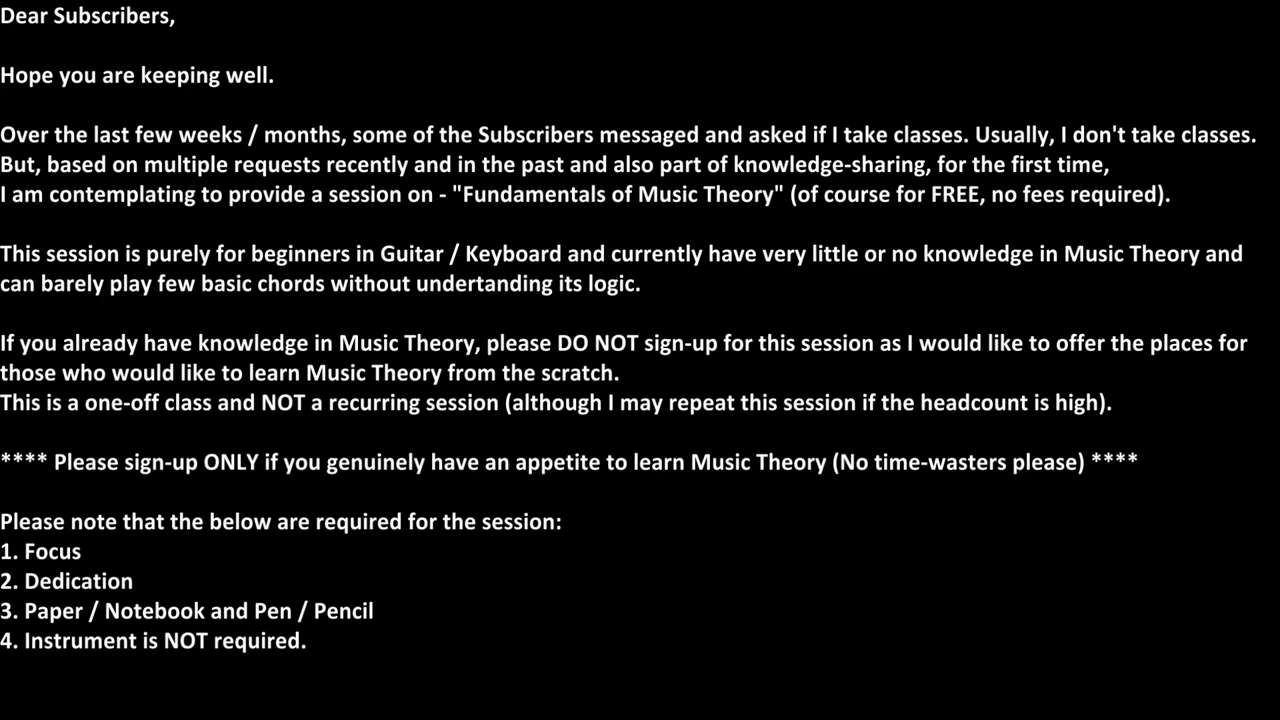 Dear Subscribers,
Hope you are keeping well.
Over the last few weeks / months, some of the Subscribers messaged and asked if I take classes. Usually, I don't take classes.
But, based on multiple requests recently and in the past and also part of knowledge-sharing, for the first time,
I am contemplating to provide a session on - "Fundamentals of Music Theory" (of course for FREE, no fees required).
This session is purely for beginners in Guitar / Keyboard and currently have very little or no knowledge in Music Theory and
can barely play few basic chords without undertanding its logic.
If you already have knowledge in Music Theory, please DO NOT sign-up for this session as I would like to offer the places for
those who would like to learn Music Theory from the scratch.
This is a one-off class and NOT a recurring session (although I may repeat this session if the headcount is high).
**** Please sign-up ONLY if you genuinely have an appetite to learn Music Theory (No time-wasters please) ****
Please note that the below are required for the session:
1. Focus
2. Dedication
3. Paper / Notebook and Pen / Pencil
4. Instrument is NOT required.